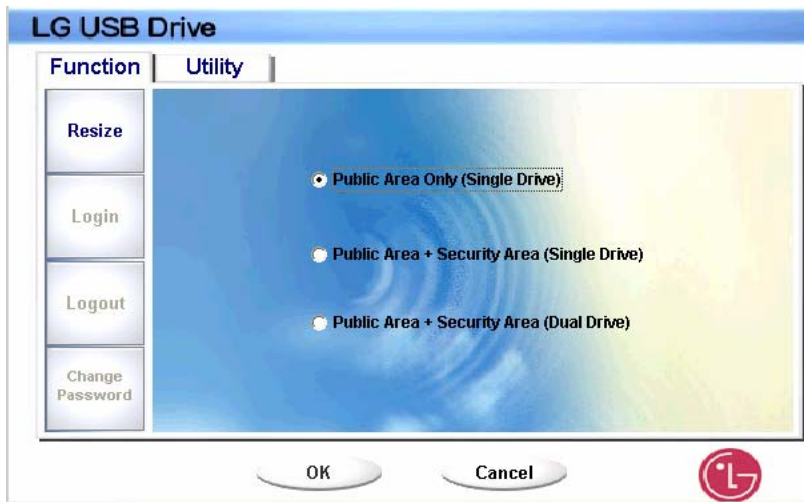 LG USB Drive
Function Utility
Resize
Public Area Only (Single Drive)
Login
Public Area + Security Area (Single Drive)
Logout
Public Area + Security Area (Dual Drive)
Change
Password
OK Cancel